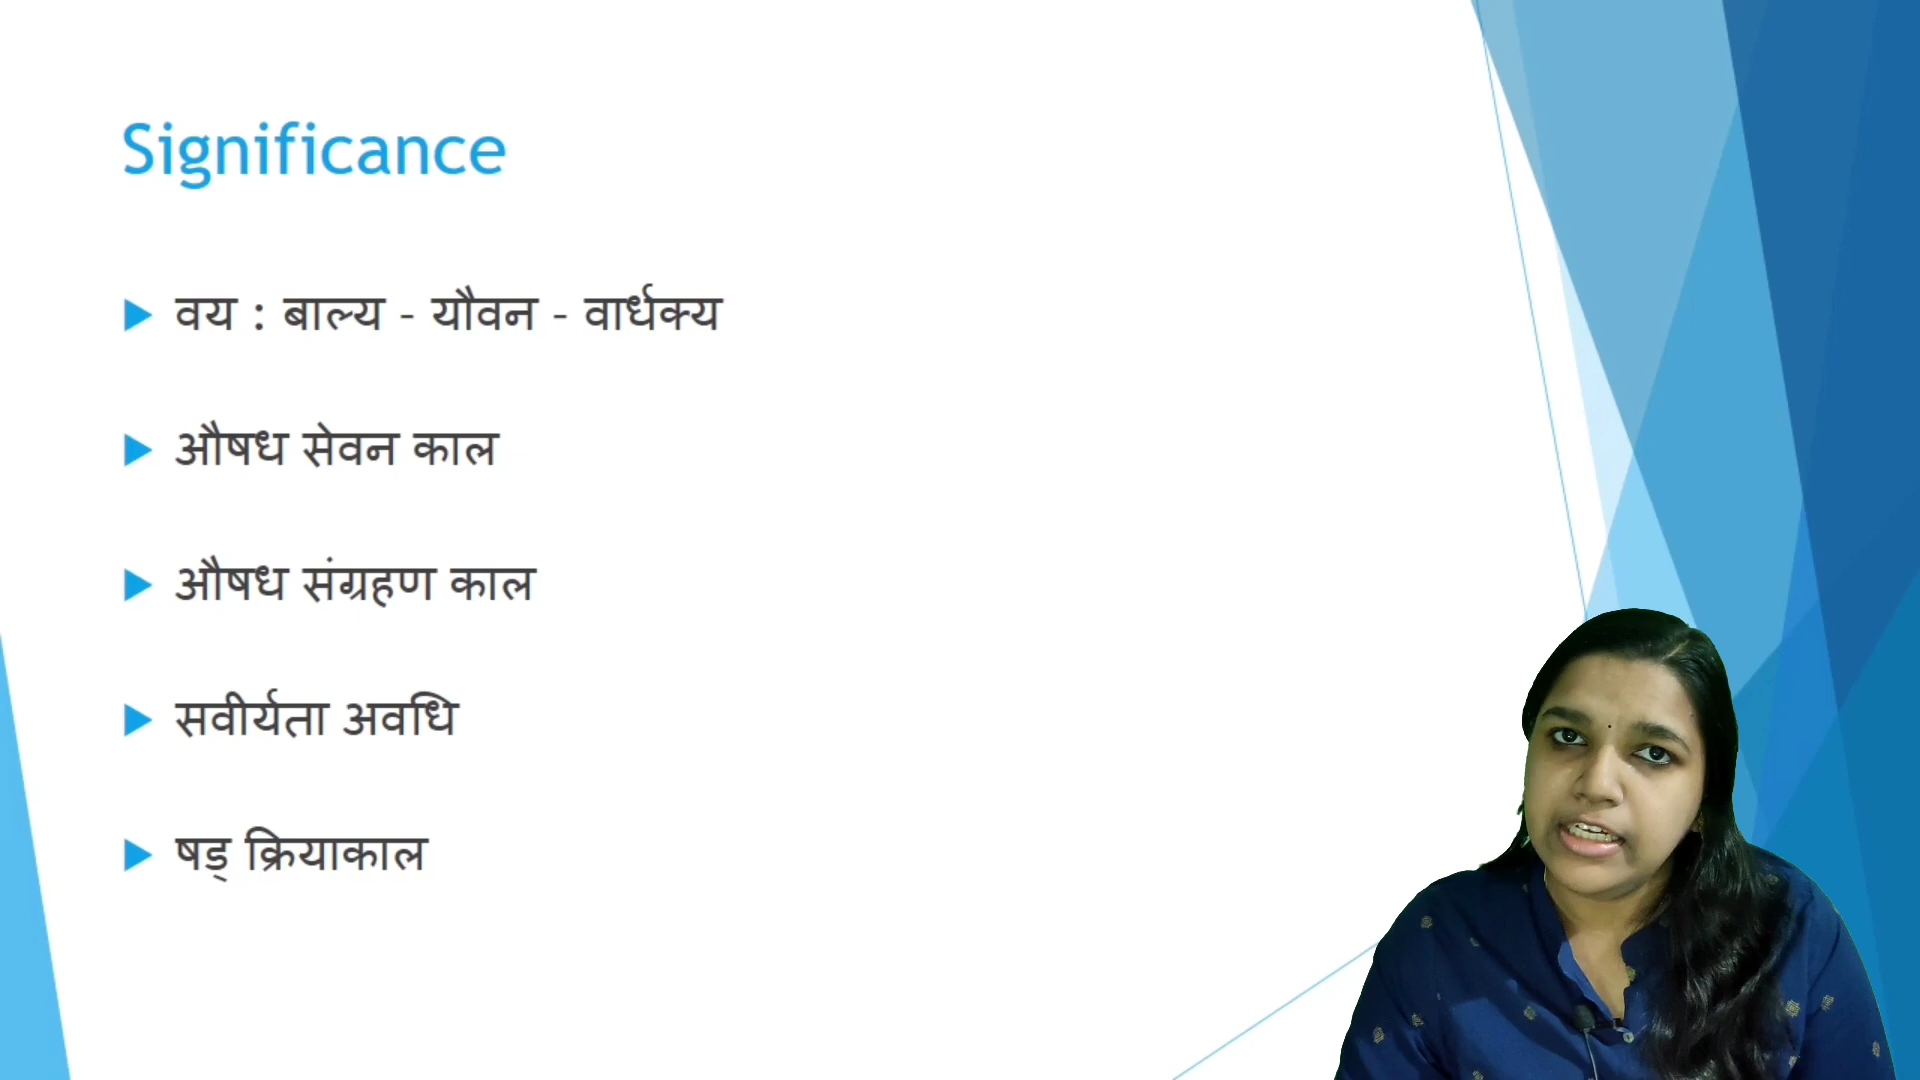 Significance
वय : बाल्य - यौवन - वार्धक्य
औषध सेवन काल
औषध संग्रहण काल
सवीर्यता अवधि
षड् क्रियाकाल